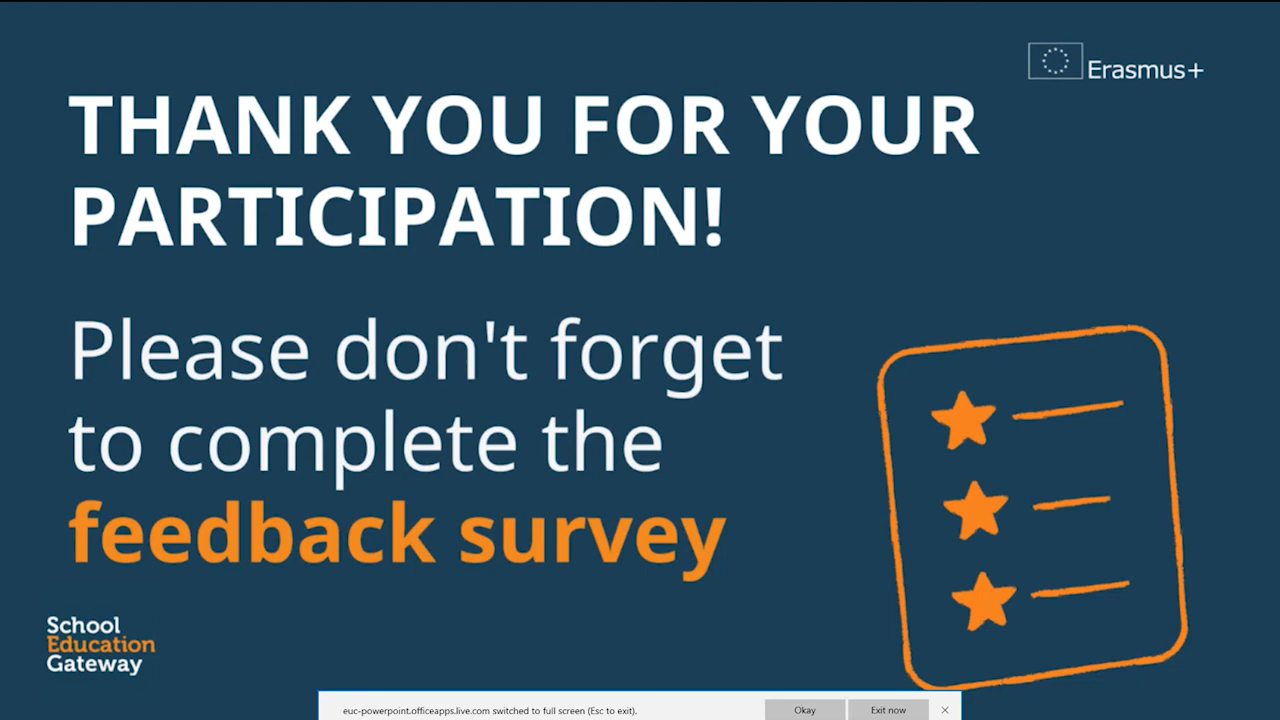 Erasmus+
THANK YOU FOR YOUR
PARTICIPATION!
Please don't forget
to complete the
feedback survey
School
Education
Gateway
euc-powerpoint.officeapps.live.com switched to full screen (Esc to exit).
Okay
Exit now